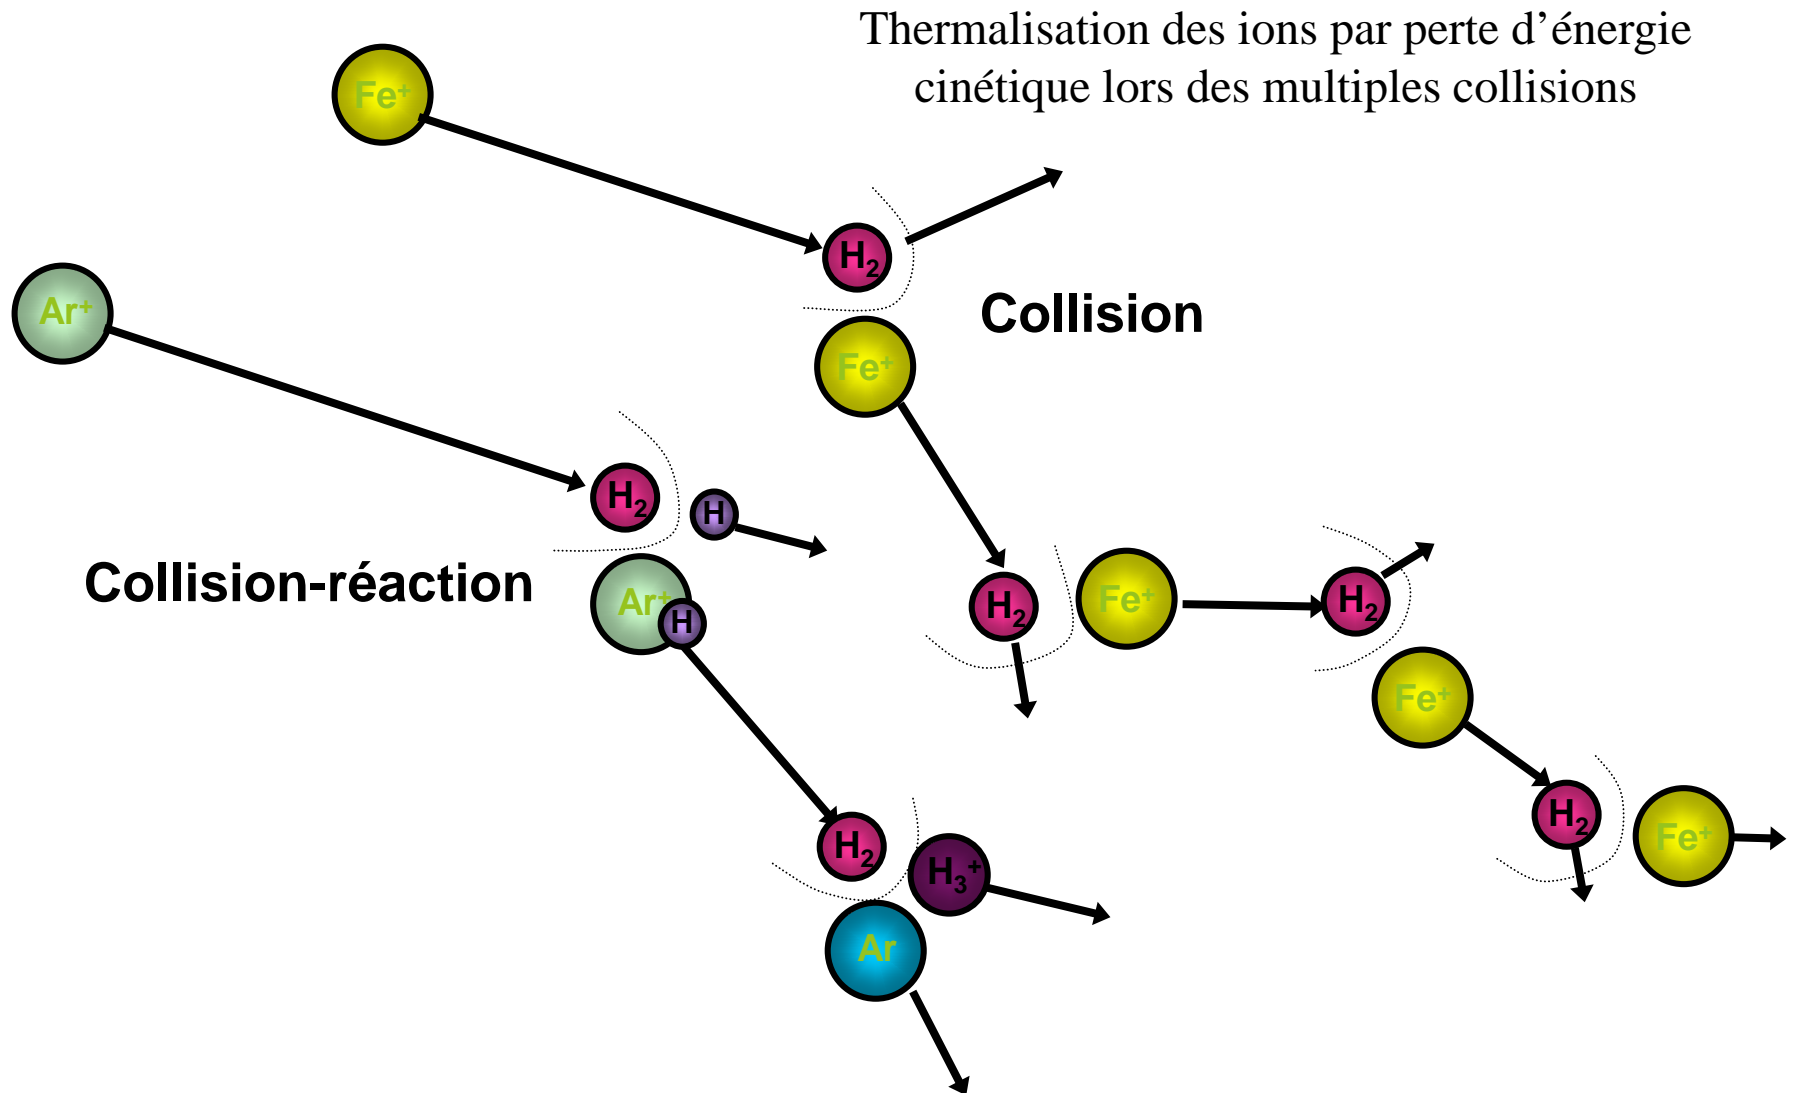 Thermalisation des ions par perte d’énergie
cinétique lors des multiples collisions
Fe⁺
H₂
Ar⁺
Collision
Fe⁺
H₂
H
Collision-réaction
Ar⁺
H
H₂
Fe⁺
H₂
Fe⁺
H₂
Fe⁺
H₂
H₃⁺
Ar